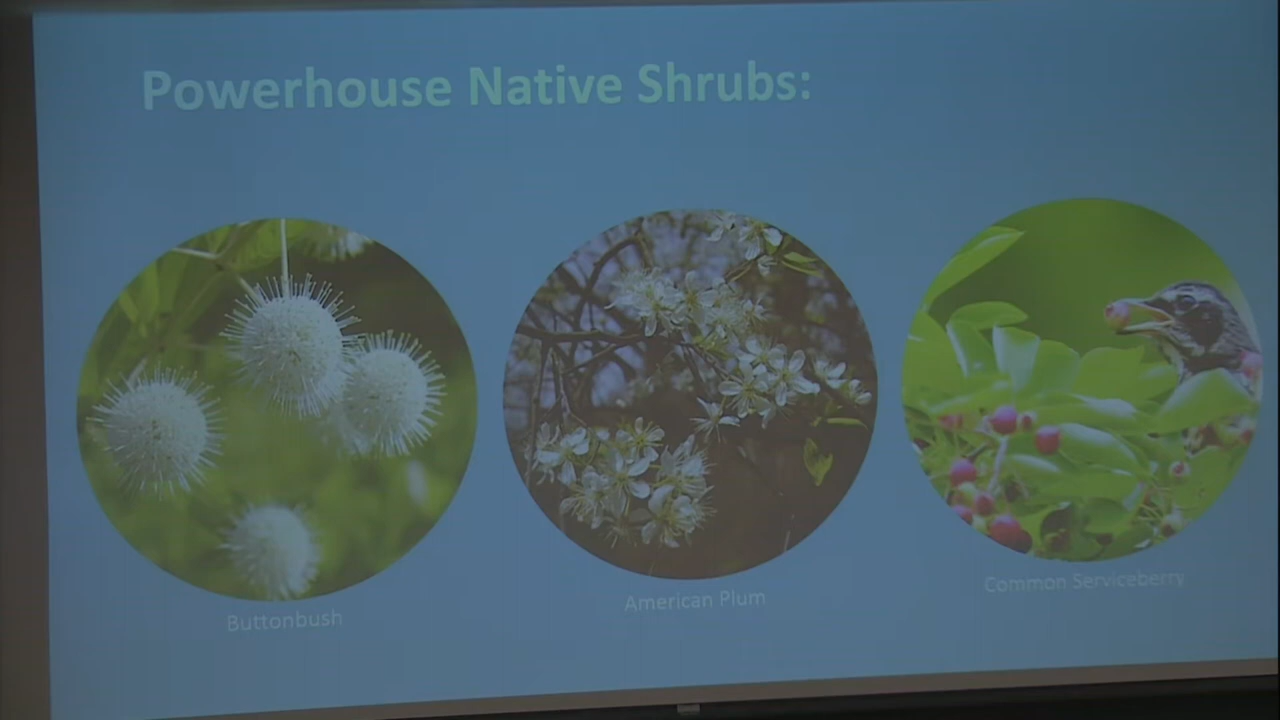 Powerhouse Native Shrubs:
Buttonbush
American Plum
Common Serviceberry